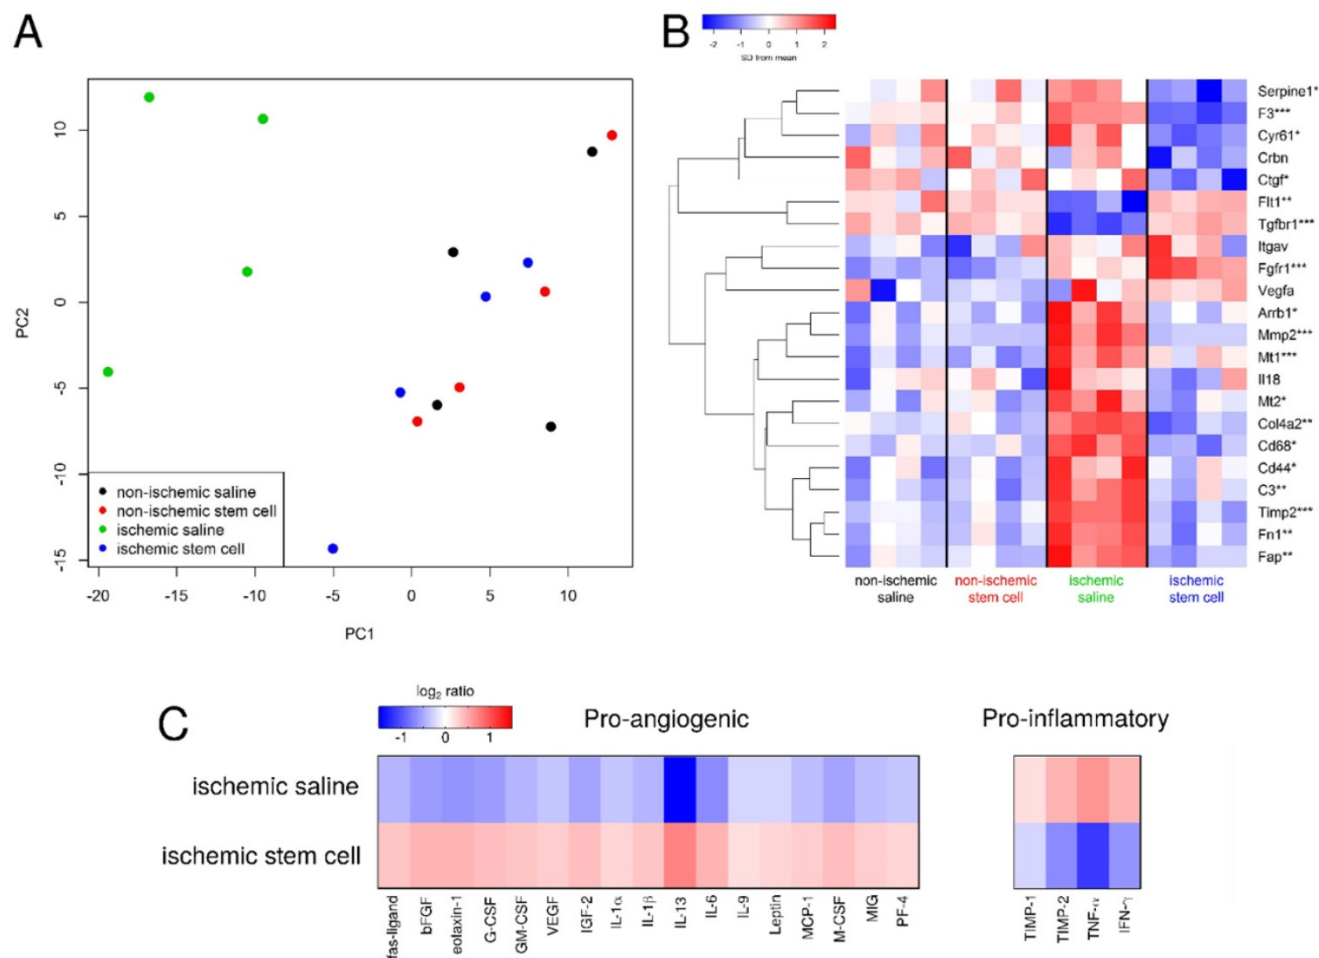 A
B
-2 -1 0 1 2
SD from mean
10
5
0
-5
-10
-15
PC2
-20 -15 -10 -5 0 5 10
PC1
non-ischemic saline
non-ischemic stem cell
ischemic saline
ischemic stem cell
Serpine1*
F3***
Cyr61*
Crbn
Ctgf*
Flt1**
Tgfbr1***
Itgav
Fgfr1***
Vegfa
Arrb1*
Mmp2***
Mt1***
Il18
Mt2*
Col4a2**
Cd68*
Cd44*
C3**
Timp2***
Fn1**
Fap**
non-ischemic saline
non-ischemic stem cell
ischemic saline
ischemic stem cell
C
log2 ratio
-1 0 1
Pro-angiogenic
Pro-inflammatory
ischemic saline
ischemic stem cell
fas-ligand
bFGF
eolaxin-1
G-CSF
GM-CSF
VEGF
IGF-2
IL-1α
IL-1β
IL-13
IL-6
IL-9
Leptin
MCP-1
M-CSF
MIG
PF-4
TIMP-1
TIMP-2
TNF-α
IFN-γ